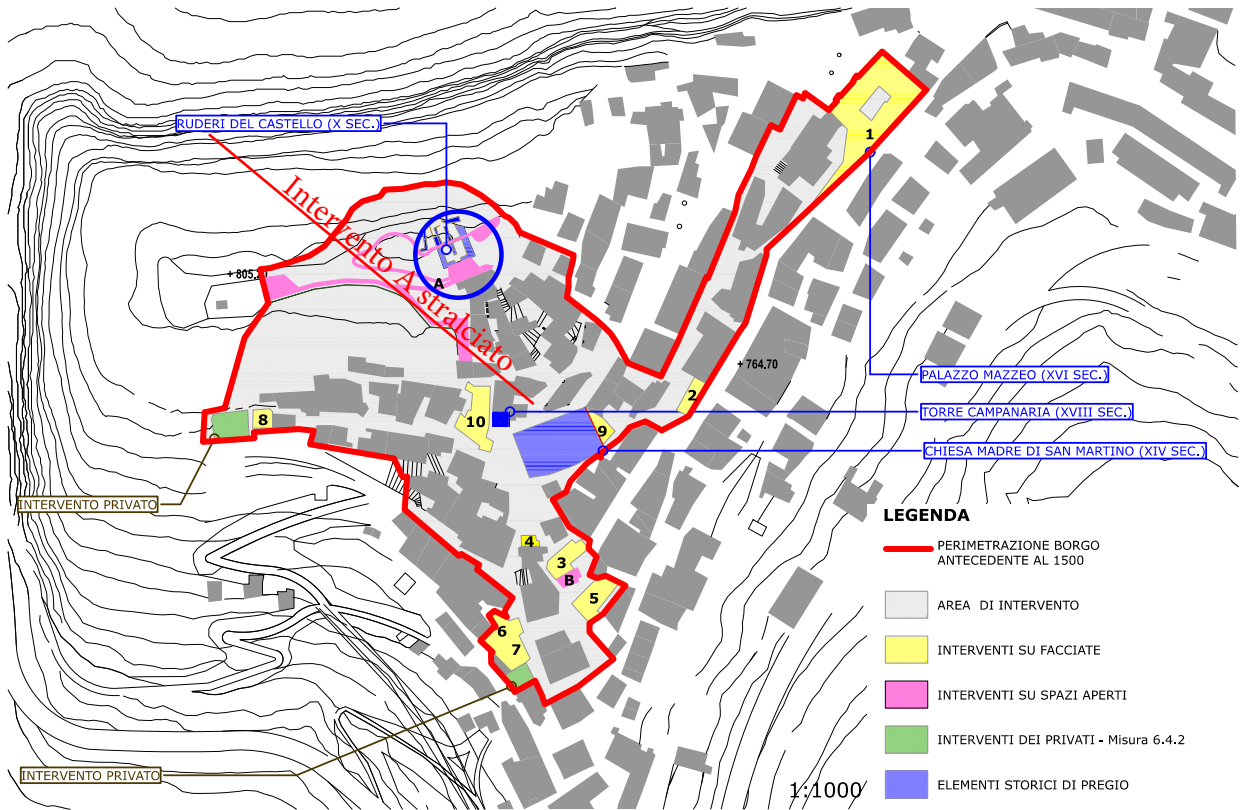 RUDERI DEL CASTELLO (X SEC.)
1
Intervento A stralciato
+ 805.20
A
+ 764.70
PALAZZO MAZZEO (XVI SEC.)
2
TORRE CAMPANARIA (XVIII SEC.)
8
10
9
CHIESA MADRE DI SAN MARTINO (XIV SEC.)
INTERVENTO PRIVATO
4
3
B
5
6
7
INTERVENTO PRIVATO
1:1000
LEGENDA
PERIMETRAZIONE BORGO
ANTECEDENTE AL 1500
AREA DI INTERVENTO
INTERVENTI SU FACCIATE
INTERVENTI SU SPAZI APERTI
INTERVENTI DEI PRIVATI - Misura 6.4.2
ELEMENTI STORICI DI PREGIO